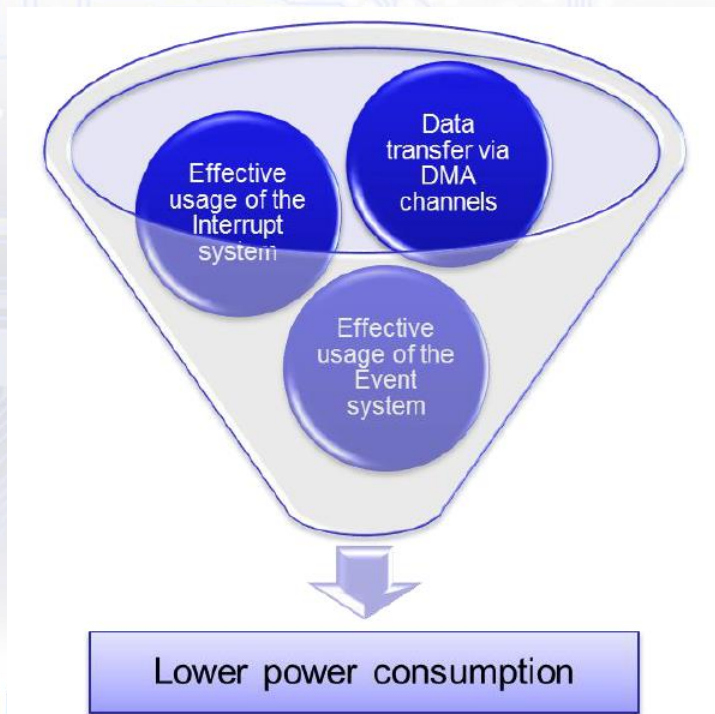 Effective
usage of the
Interrupt
system
Data
transfer via
DMA
channels
Effective
usage of the
Event
system
Lower power consumption